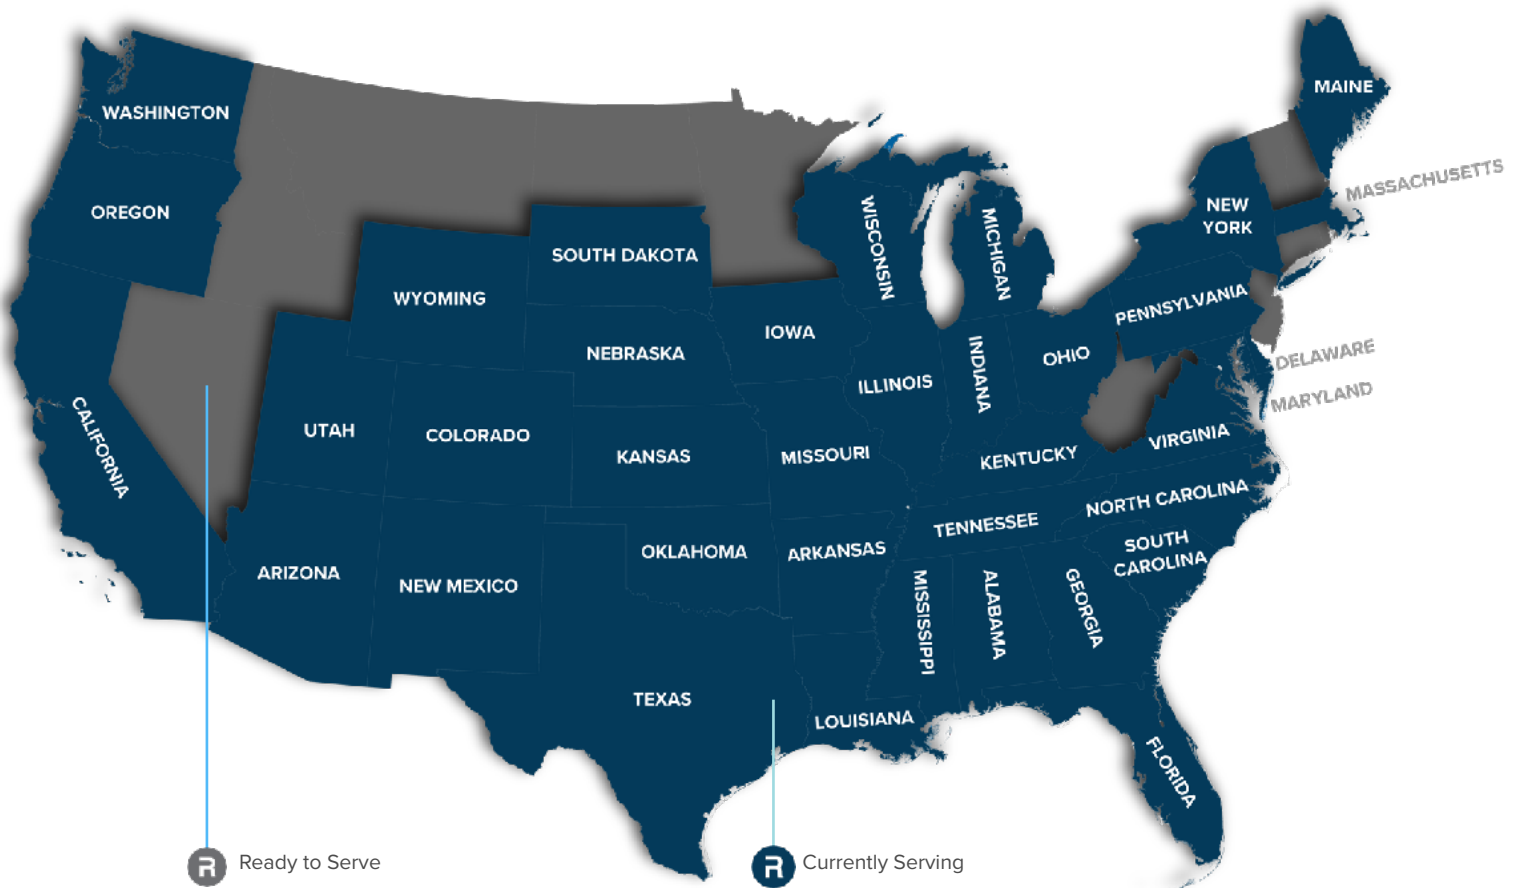 MAINE
WASHINGTON
MASSACHUSETTS
OREGON
NEW
YORK
WISCONSIN
MICHIGAN
SOUTH DAKOTA
WYOMING
PENNSYLVANIA
IOWA
NEBRASKA
INDIANA
OHIO
DELAWARE
ILLINOIS
MARYLAND
CALIFORNIA
UTAH
COLORADO
KANSAS
MISSOURI
KENTUCKY
VIRGINIA
NORTH CAROLINA
TENNESSEE
OKLAHOMA
ARKANSAS
SOUTH
CAROLINA
ARIZONA
NEW MEXICO
MISSISSIPPI
ALABAMA
GEORGIA
TEXAS
LOUISIANA
FLORIDA
R Ready to Serve
R Currently Serving